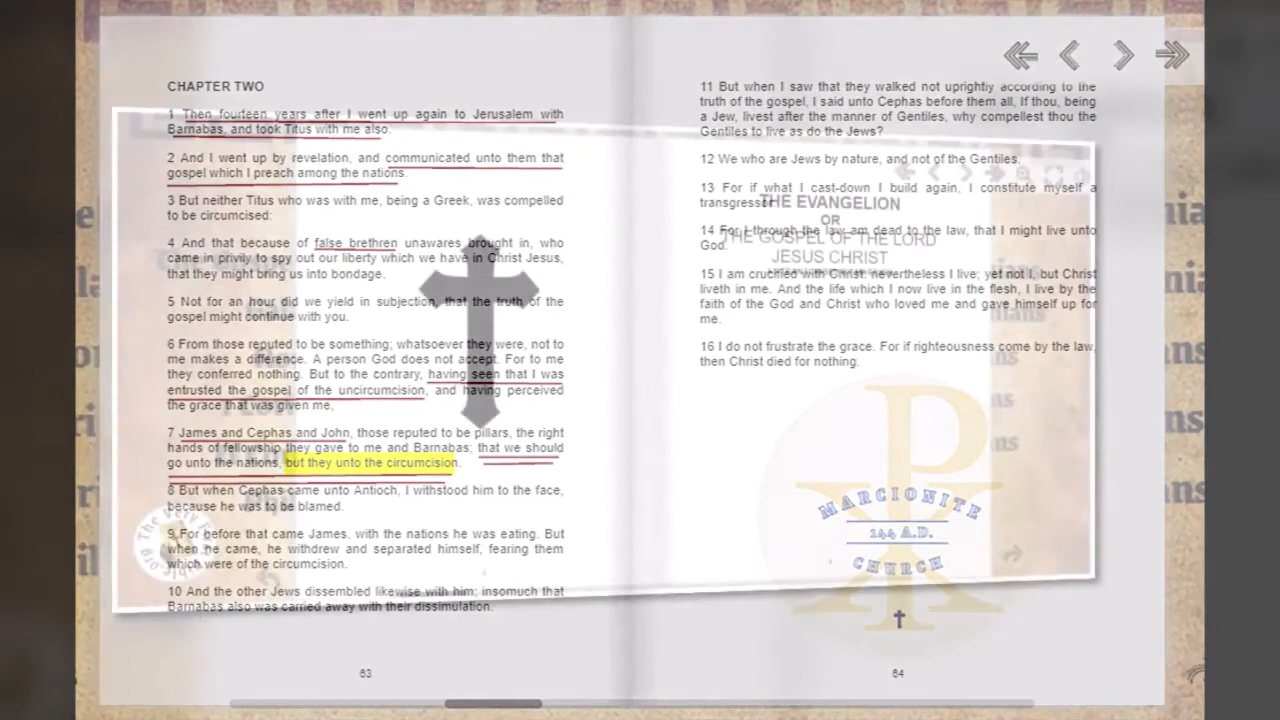 CHAPTER TWO
1 Then fourteen years after I went up again to Jerusalem with
Barnabas, and took Titus with me also.
2 And I went up by revelation, and communicated unto them that
gospel which I preach among the nations.
3 But neither Titus who was with me, being a Greek, was compelled
to be circumcised:
4 And that because of false brethren unawares brought in, who
came in privily to spy out our liberty which we have in Christ Jesus,
that they might bring us into bondage.
5 Not for an hour did we yield in subjection, that the truth of the
gospel might continue with you.
6 From those reputed to be something; whatsoever they were, not to
me makes a difference. A person God does not accept. For to me
they conferred nothing. But to the contrary, having seen that I was
entrusted the gospel of the uncircumcision, and having perceived
the grace that was given me,
7 James and Cephas and John, those reputed to be pillars, the right
hands of fellowship they gave to me and Barnabas; that we should
go unto the nations, but they unto the circumcision.
8 But when Cephas came unto Antioch, I withstood him to the face,
because he was to be blamed.
9 For before that came James, with the nations he was eating. But
when he came, he withdrew and separated himself, fearing them
which were of the circumcision.
10 And the other Jews dissembled likewise with him; insomuch that
Barnabas also was carried away with their dissimulation.
63
11 But when I saw that they walked not uprightly according to the
truth of the gospel, I said unto Cephas before them all, If thou, being
a Jew, livest after the manner of Gentiles, why compellest thou the
Gentiles to live as do the Jews?
12 We who are Jews by nature, and not of the Gentiles.
13 For if what I cast-down I build again, I constitute myself a
transgressor.
14 For I through the law am dead to the law, that I might live unto
God.
15 I am crucified with Christ: nevertheless I live; yet not I, but Christ
liveth in me. And the life which I now live in the flesh, I live by the
faith of the God and Christ who loved me and gave himself up for
me.
16 I do not frustrate the grace. For if righteousness come by the law,
then Christ died for nothing.
64
THE EVANGELION
OR
THE GOSPEL OF THE LORD
JESUS CHRIST
MARCIONITE
144 A.D.
CHURCH